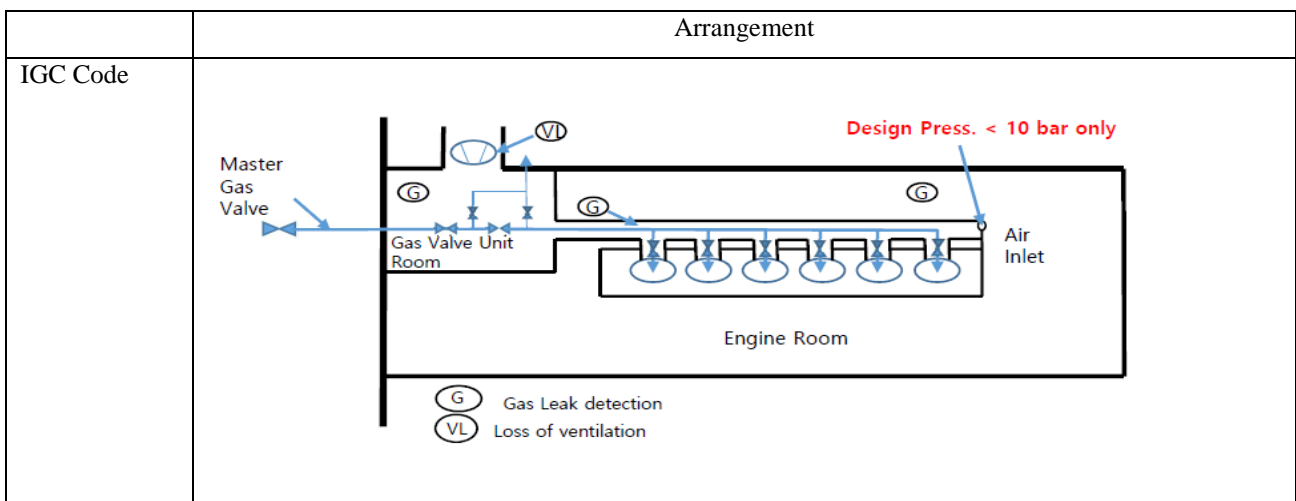 Arrangement
IGC Code
VL
Design Press. < 10 bar only
Master
Gas
Valve
G
G
G
Gas Valve Unit
Room
Air
Inlet
Engine Room
G Gas Leak detection
VL Loss of ventilation